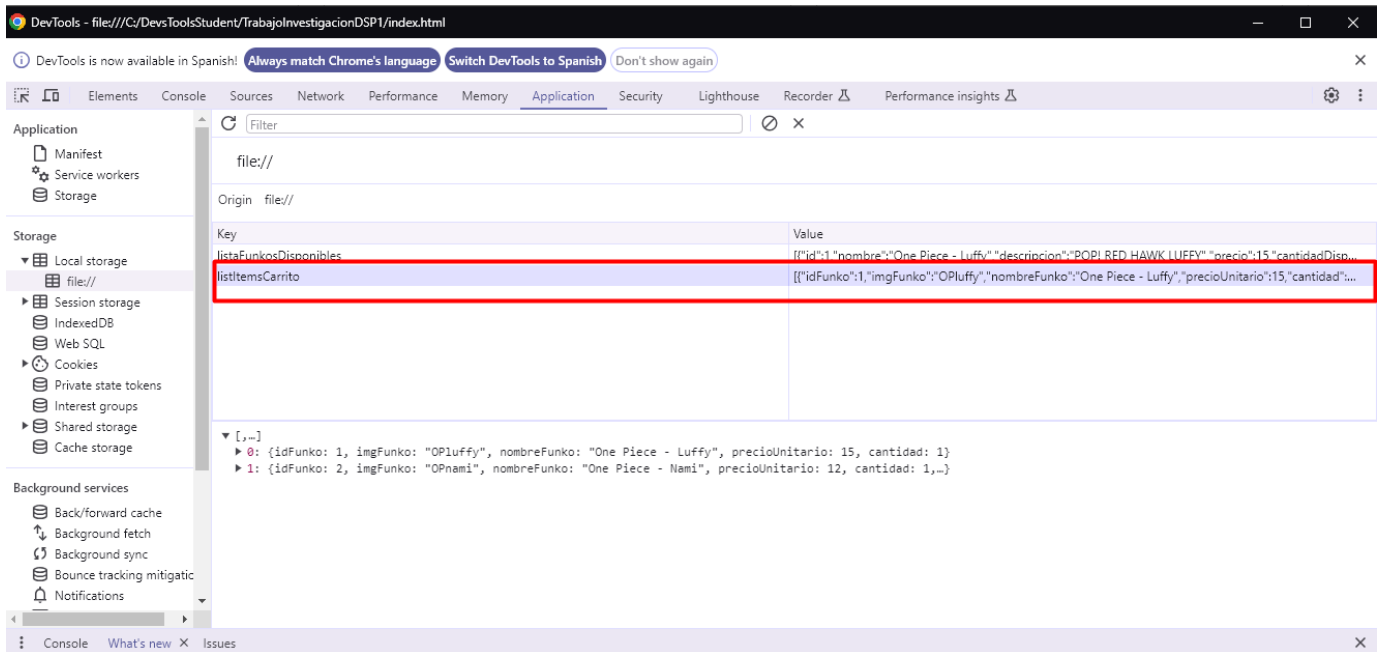 DevTools - file:///C:/DevsToolsStudent/TrabajoInvestigacionDSP1/index.html
DevTools is now available in Spanish! Always match Chrome's language Switch DevTools to Spanish Don't show again
Elements Console Sources Network Performance Memory Application Security Lighthouse Recorder Performance insights
Application
Manifest
Service workers
Storage
Storage
Local storage
file://
Session storage
IndexedDB
Web SQL
Cookies
Private state tokens
Interest groups
Shared storage
Cache storage
Background services
Back/forward cache
Background fetch
Background sync
Bounce tracking mitigatic
Notifications
Filter
file://
Origin file://
Key Value
listaFunkosDisponibles [{"id":1,"nombre":"One Piece - Luffy","descripcion":"POP! RED HAWK LUFFY","precio":15,"cantidadDisp...
listItemsCarrito [{"idFunko":1,"imgFunko":"OPluffy","nombreFunko":"One Piece - Luffy","precioUnitario":15,"cantidad":...
[,…]
0: {idFunko: 1, imgFunko: "OPluffy", nombreFunko: "One Piece - Luffy", precioUnitario: 15, cantidad: 1}
1: {idFunko: 2, imgFunko: "OPnami", nombreFunko: "One Piece - Nami", precioUnitario: 12, cantidad: 1,…}
Console What's new Issues